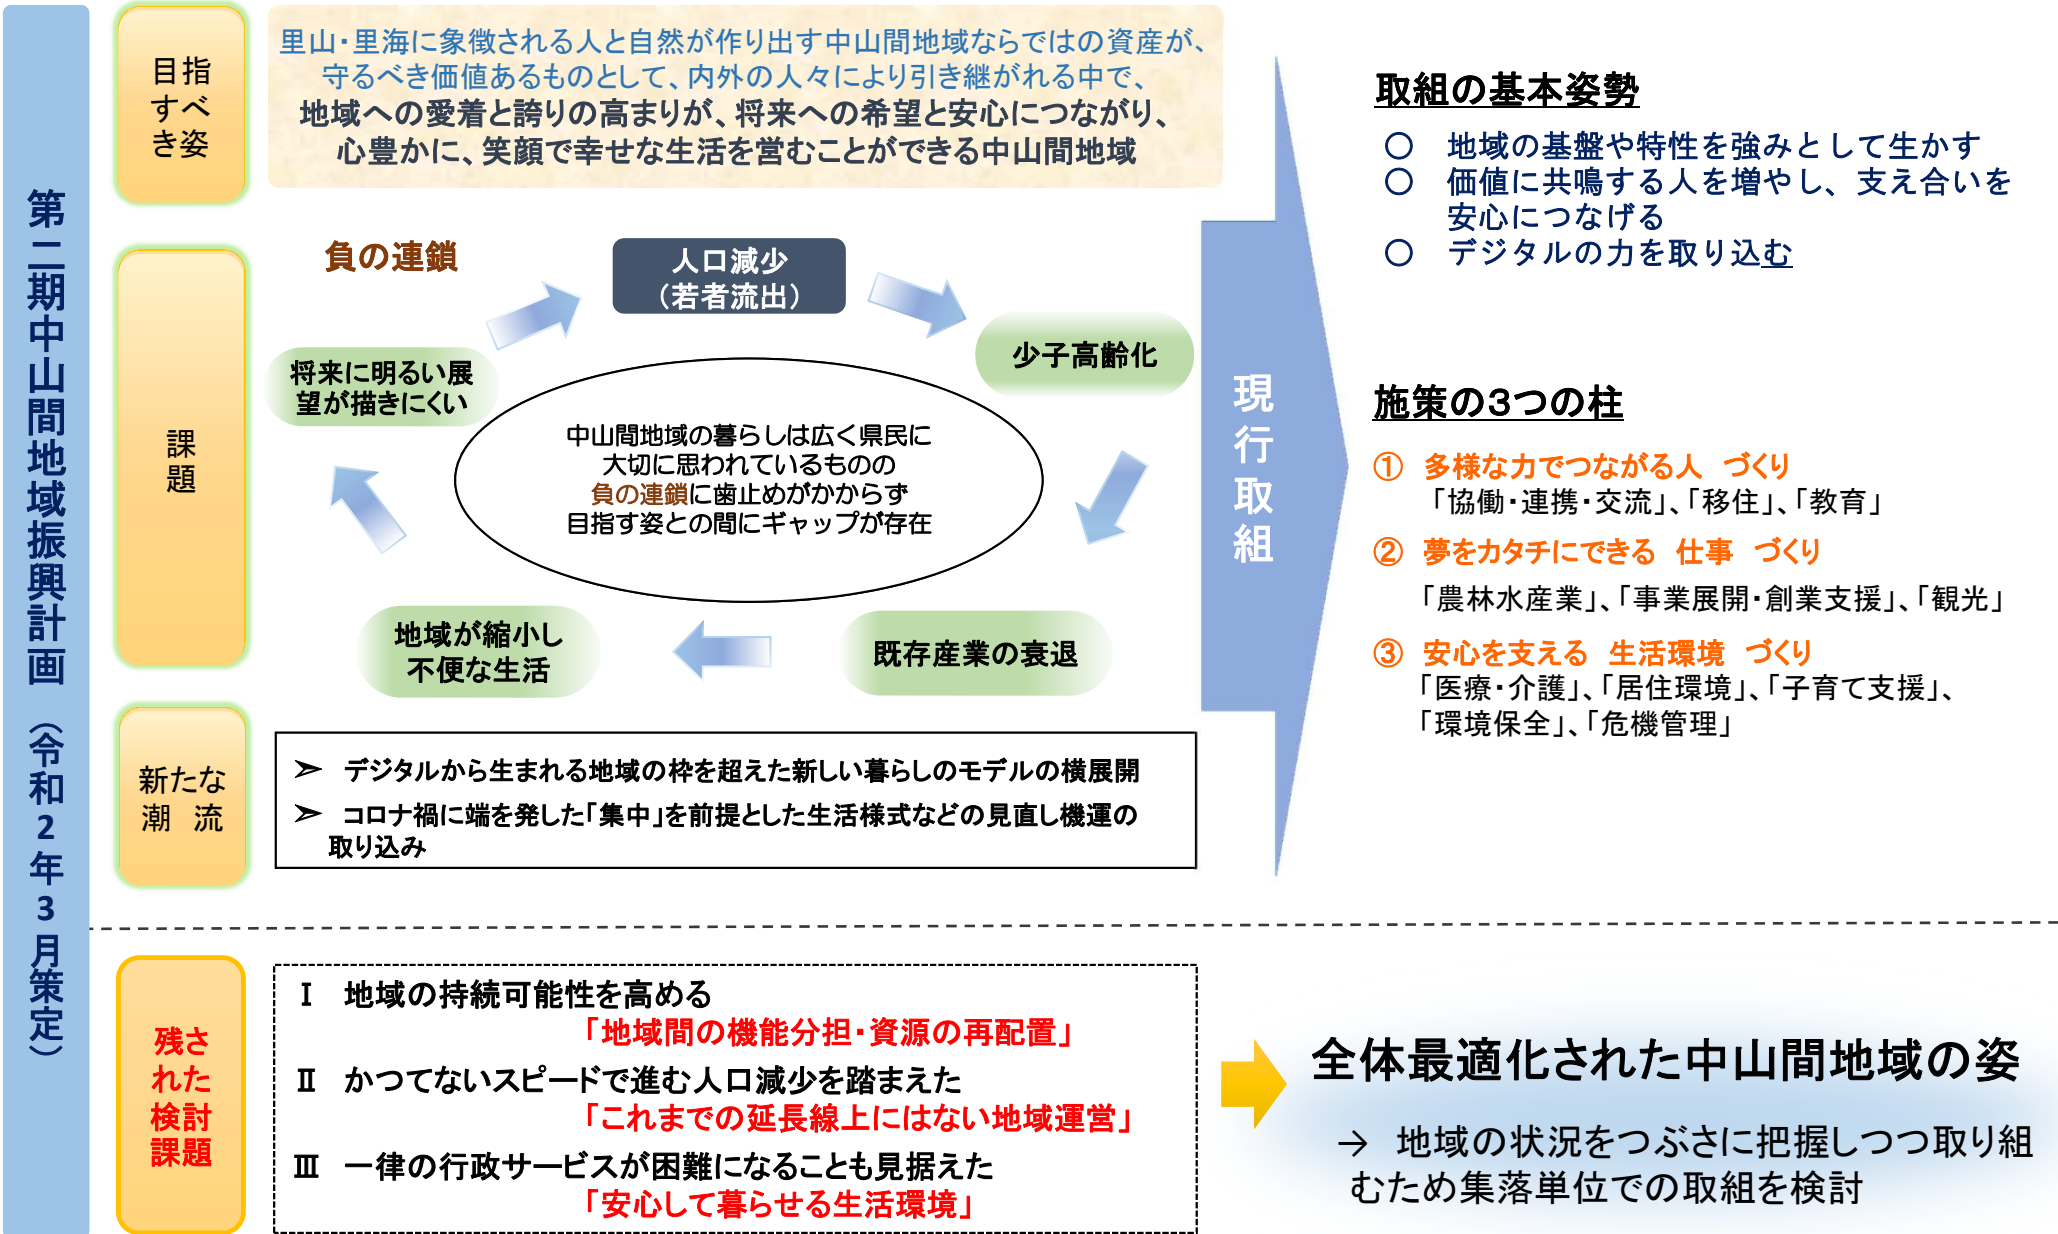 第二期中山間地域振興計画(令和2年3月策定)
目指
すべ
き姿
里山・里海に象徴される人と自然が作り出す中山間地域ならではの資産が、
守るべき価値あるものとして、内外の人々により引き継がれる中で、
地域への愛着と誇りの高まりが、将来への希望と安心につながり、
心豊かに、笑顔で幸せな生活を営むことができる中山間地域
課
題
負の連鎖
人口減少
(若者流出)
少子高齢化
既存産業の衰退
地域が縮小し
不便な生活
将来に明るい展
望が描きにくい
中山間地域の暮らしは広く県民に
大切に思われているものの
負の連鎖に歯止めがかからず
目指す姿との間にギャップが存在
新たな
潮 流
➢ デジタルから生まれる地域の枠を超えた新しい暮らしのモデルの横展開
➢ コロナ禍に端を発した「集中」を前提とした生活様式などの見直し機運の
取り込み
現行取組
取組の基本姿勢
○ 地域の基盤や特性を強みとして生かす
○ 価値に共鳴する人を増やし、支え合いを
安心につなげる
○ デジタルの力を取り込む
施策の3つの柱
① 多様な力でつながる人 づくり
「協働・連携・交流」、「移住」、「教育」
② 夢をカタチにできる 仕事 づくり
「農林水産業」、「事業展開・創業支援」、「観光」
③ 安心を支える 生活環境 づくり
「医療・介護」、「居住環境」、「子育て支援」、
「環境保全」、「危機管理」
残さ
れた
検討
課題
Ⅰ 地域の持続可能性を高める
「地域間の機能分担・資源の再配置」
Ⅱ かつてないスピードで進む人口減少を踏まえた
「これまでの延長線上にはない地域運営」
Ⅲ 一律の行政サービスが困難になることも見据えた
「安心して暮らせる生活環境」
全体最適化された中山間地域の姿
→ 地域の状況をつぶさに把握しつつ取り組
むため集落単位での取組を検討